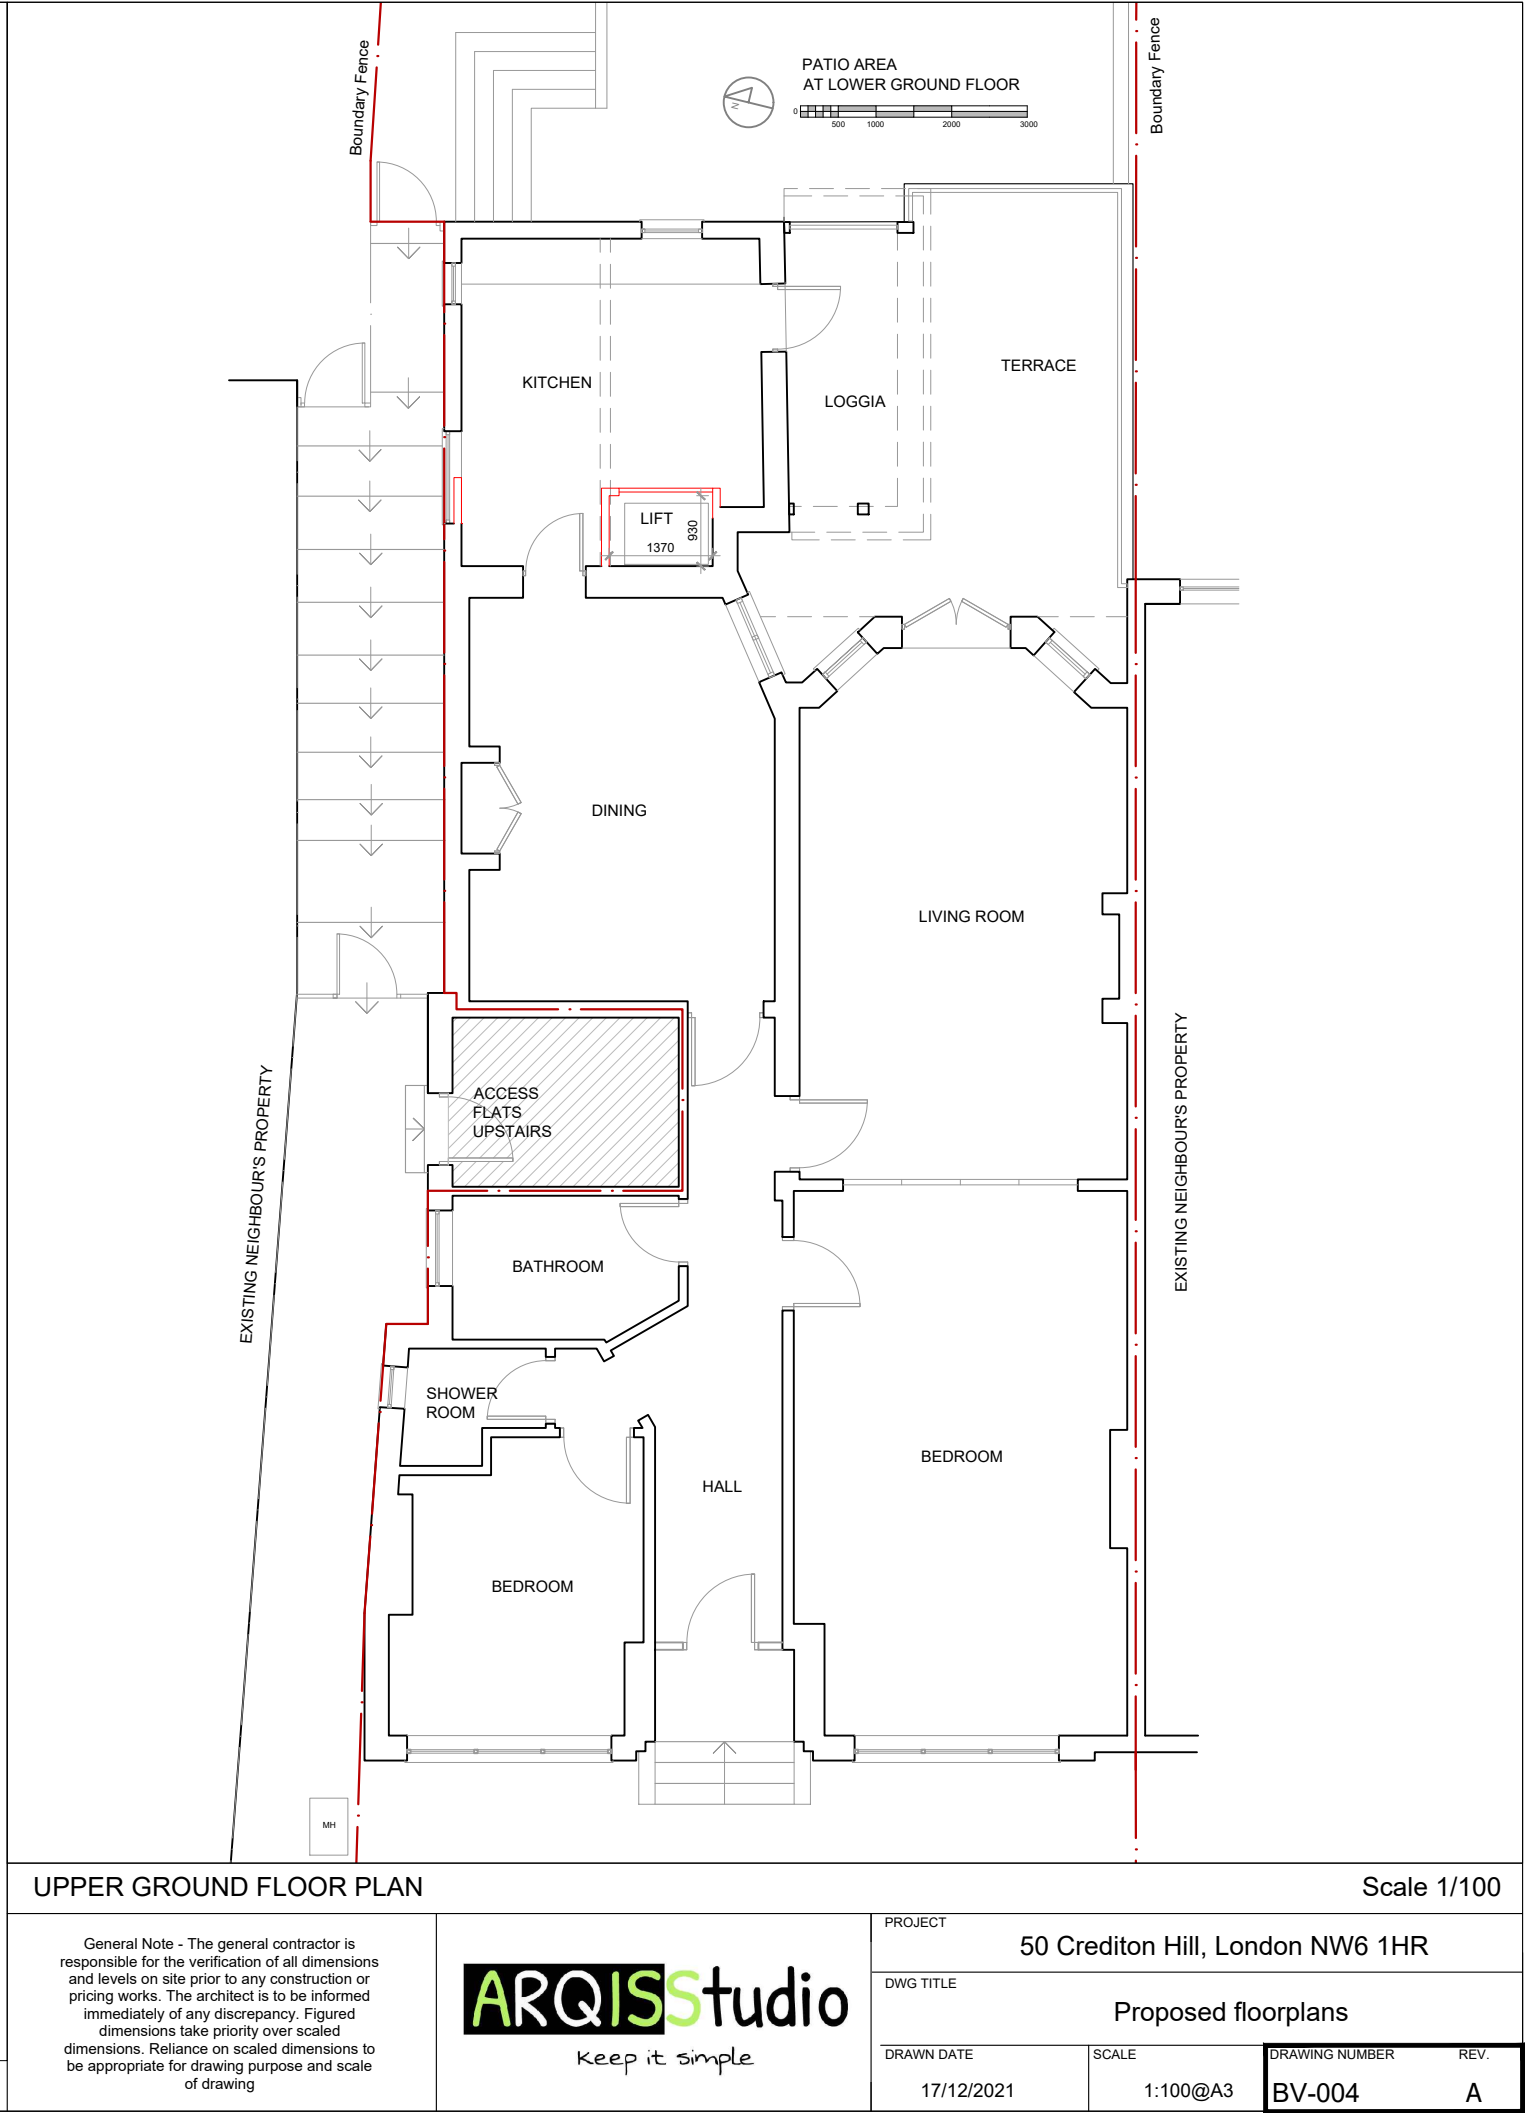 Boundary Fence
PATIO AREA
AT LOWER GROUND FLOOR
N
0
500
1000
2000
3000
Boundary Fence
KITCHEN
LOGGIA
TERRACE
LIFT
930
1370
DINING
LIVING ROOM
ACCESS
FLATS
UPSTAIRS
EXISTING NEIGHBOUR'S PROPERTY
EXISTING NEIGHBOUR'S PROPERTY
BATHROOM
SHOWER
ROOM
HALL
BEDROOM
BEDROOM
MH
UPPER GROUND FLOOR PLAN
Scale 1/100
General Note - The general contractor is
responsible for the verification of all dimensions
and levels on site prior to any construction or
pricing works. The architect is to be informed
immediately of any discrepancy. Figured
dimensions take priority over scaled
dimensions. Reliance on scaled dimensions to
be appropriate for drawing purpose and scale
of drawing
ARQISStudio
Keep it simple
PROJECT
50 Crediton Hill, London NW6 1HR
DWG TITLE
Proposed floorplans
DRAWN DATE
17/12/2021
SCALE
1:100@A3
DRAWING NUMBER
BV-004
REV.
A